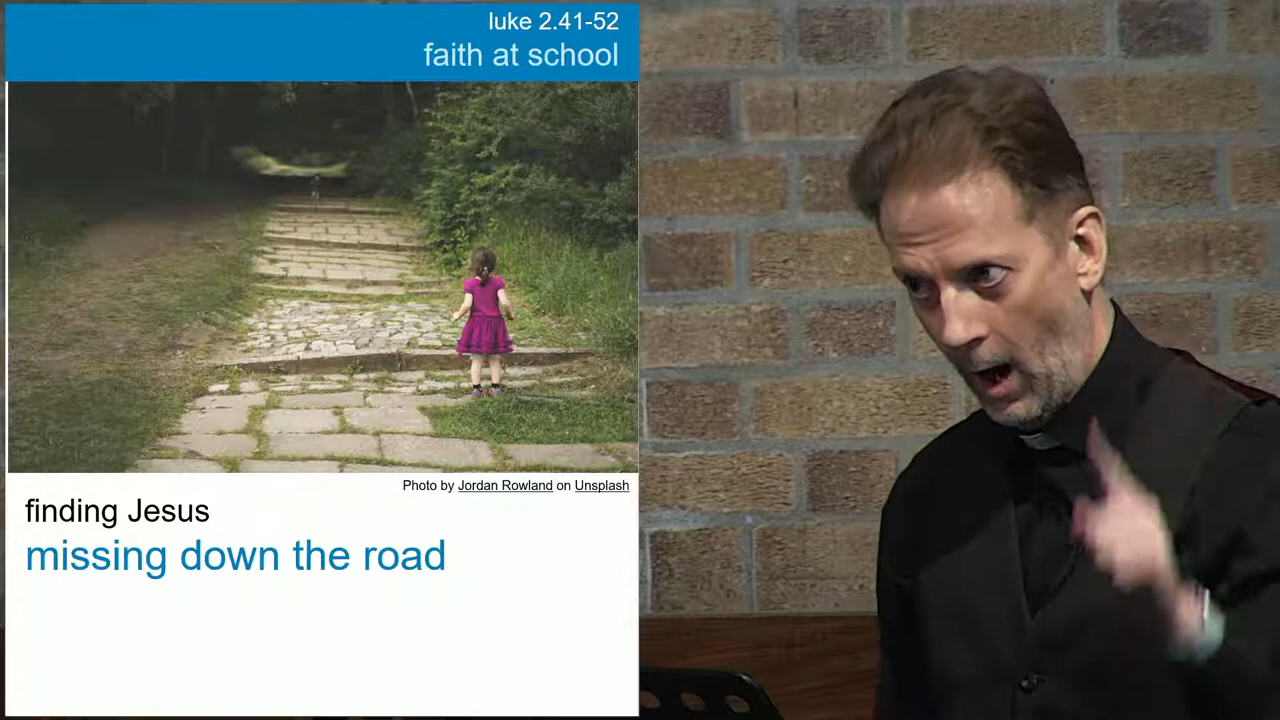 luke 2.41-52
faith at school
Photo by Jordan Rowland on Unsplash
finding Jesus
missing down the road